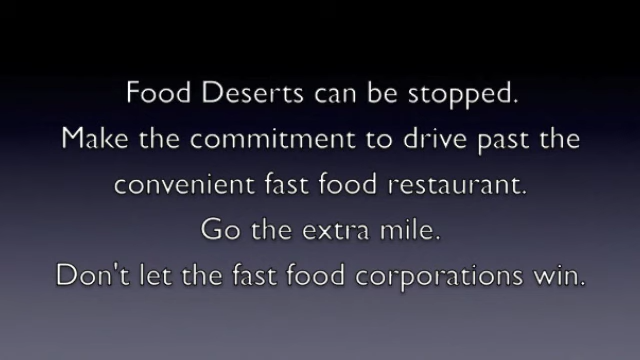 Food Deserts can be stopped.
Make the commitment to drive past the
convenient fast food restaurant.
Go the extra mile.
Don't let the fast food corporations win.